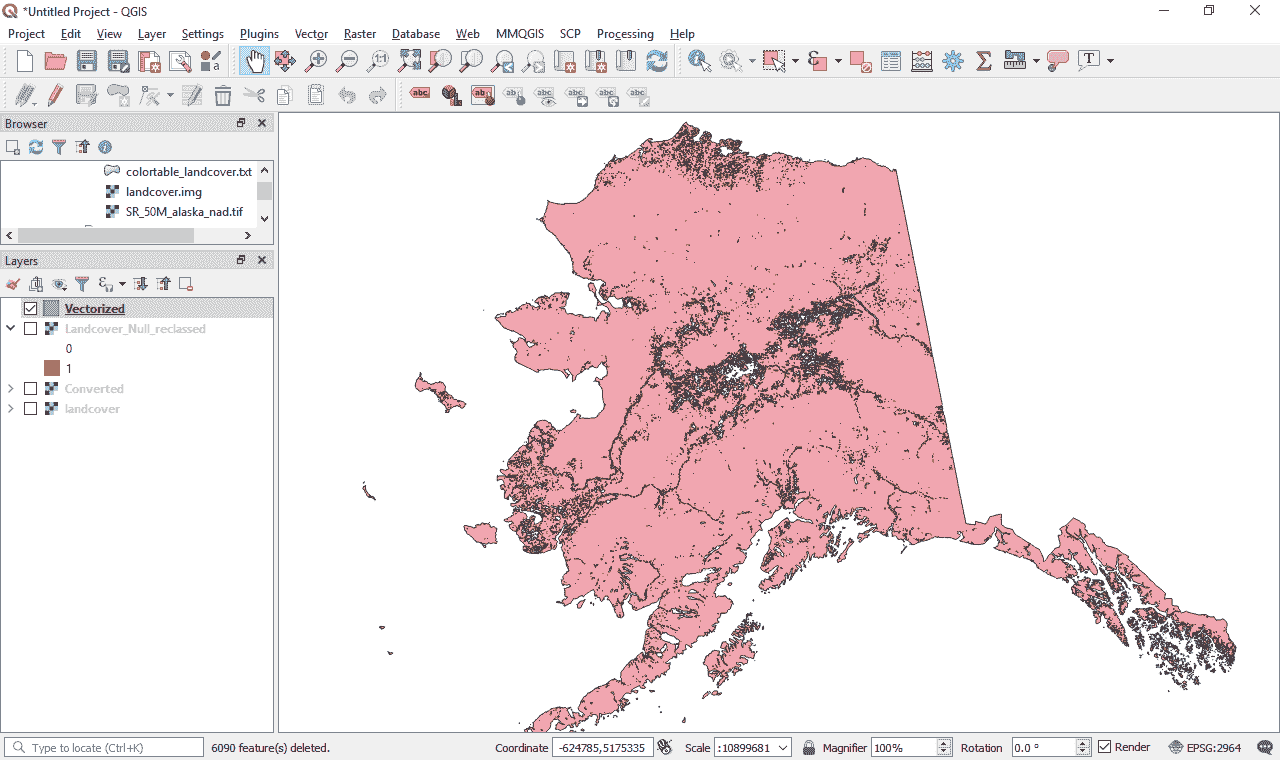 *Untitled Project - QGIS
Project Edit View Layer Settings Plugins Vector Raster Database Web MMQGIS SCP Processing Help
Browser
colortable_landcover.txt
landcover.img
SR_50M_alaska_nad.tif
Layers
Vectorized
Landcover_Null_reclassed
0
1
Converted
landcover
Type to locate (Ctrl+K) 6090 feature(s) deleted. Coordinate -624785,5175335 Scale :10899681 Magnifier 100% Rotation 0.0 ° Render EPSG:2964